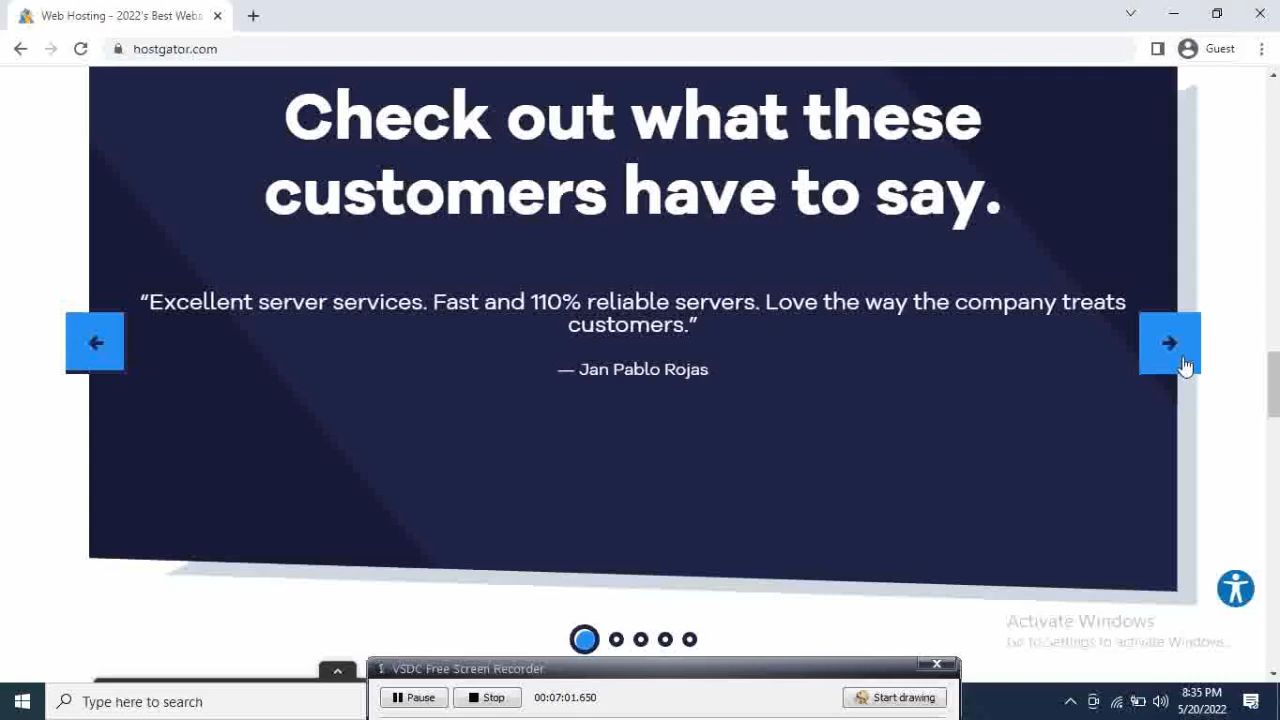 Web Hosting - 2022's Best Webs
hostgator.com
Guest
Check out what these
customers have to say.
“Excellent server services. Fast and 110% reliable servers. Love the way the company treats
customers.”
— Jan Pablo Rojas
Activate Windows
Go to Settings to activate Windows.
VSDC Free Screen Recorder
Pause
Stop
00:07:01.650
Start drawing
Type here to search
8:35 PM
5/20/2022